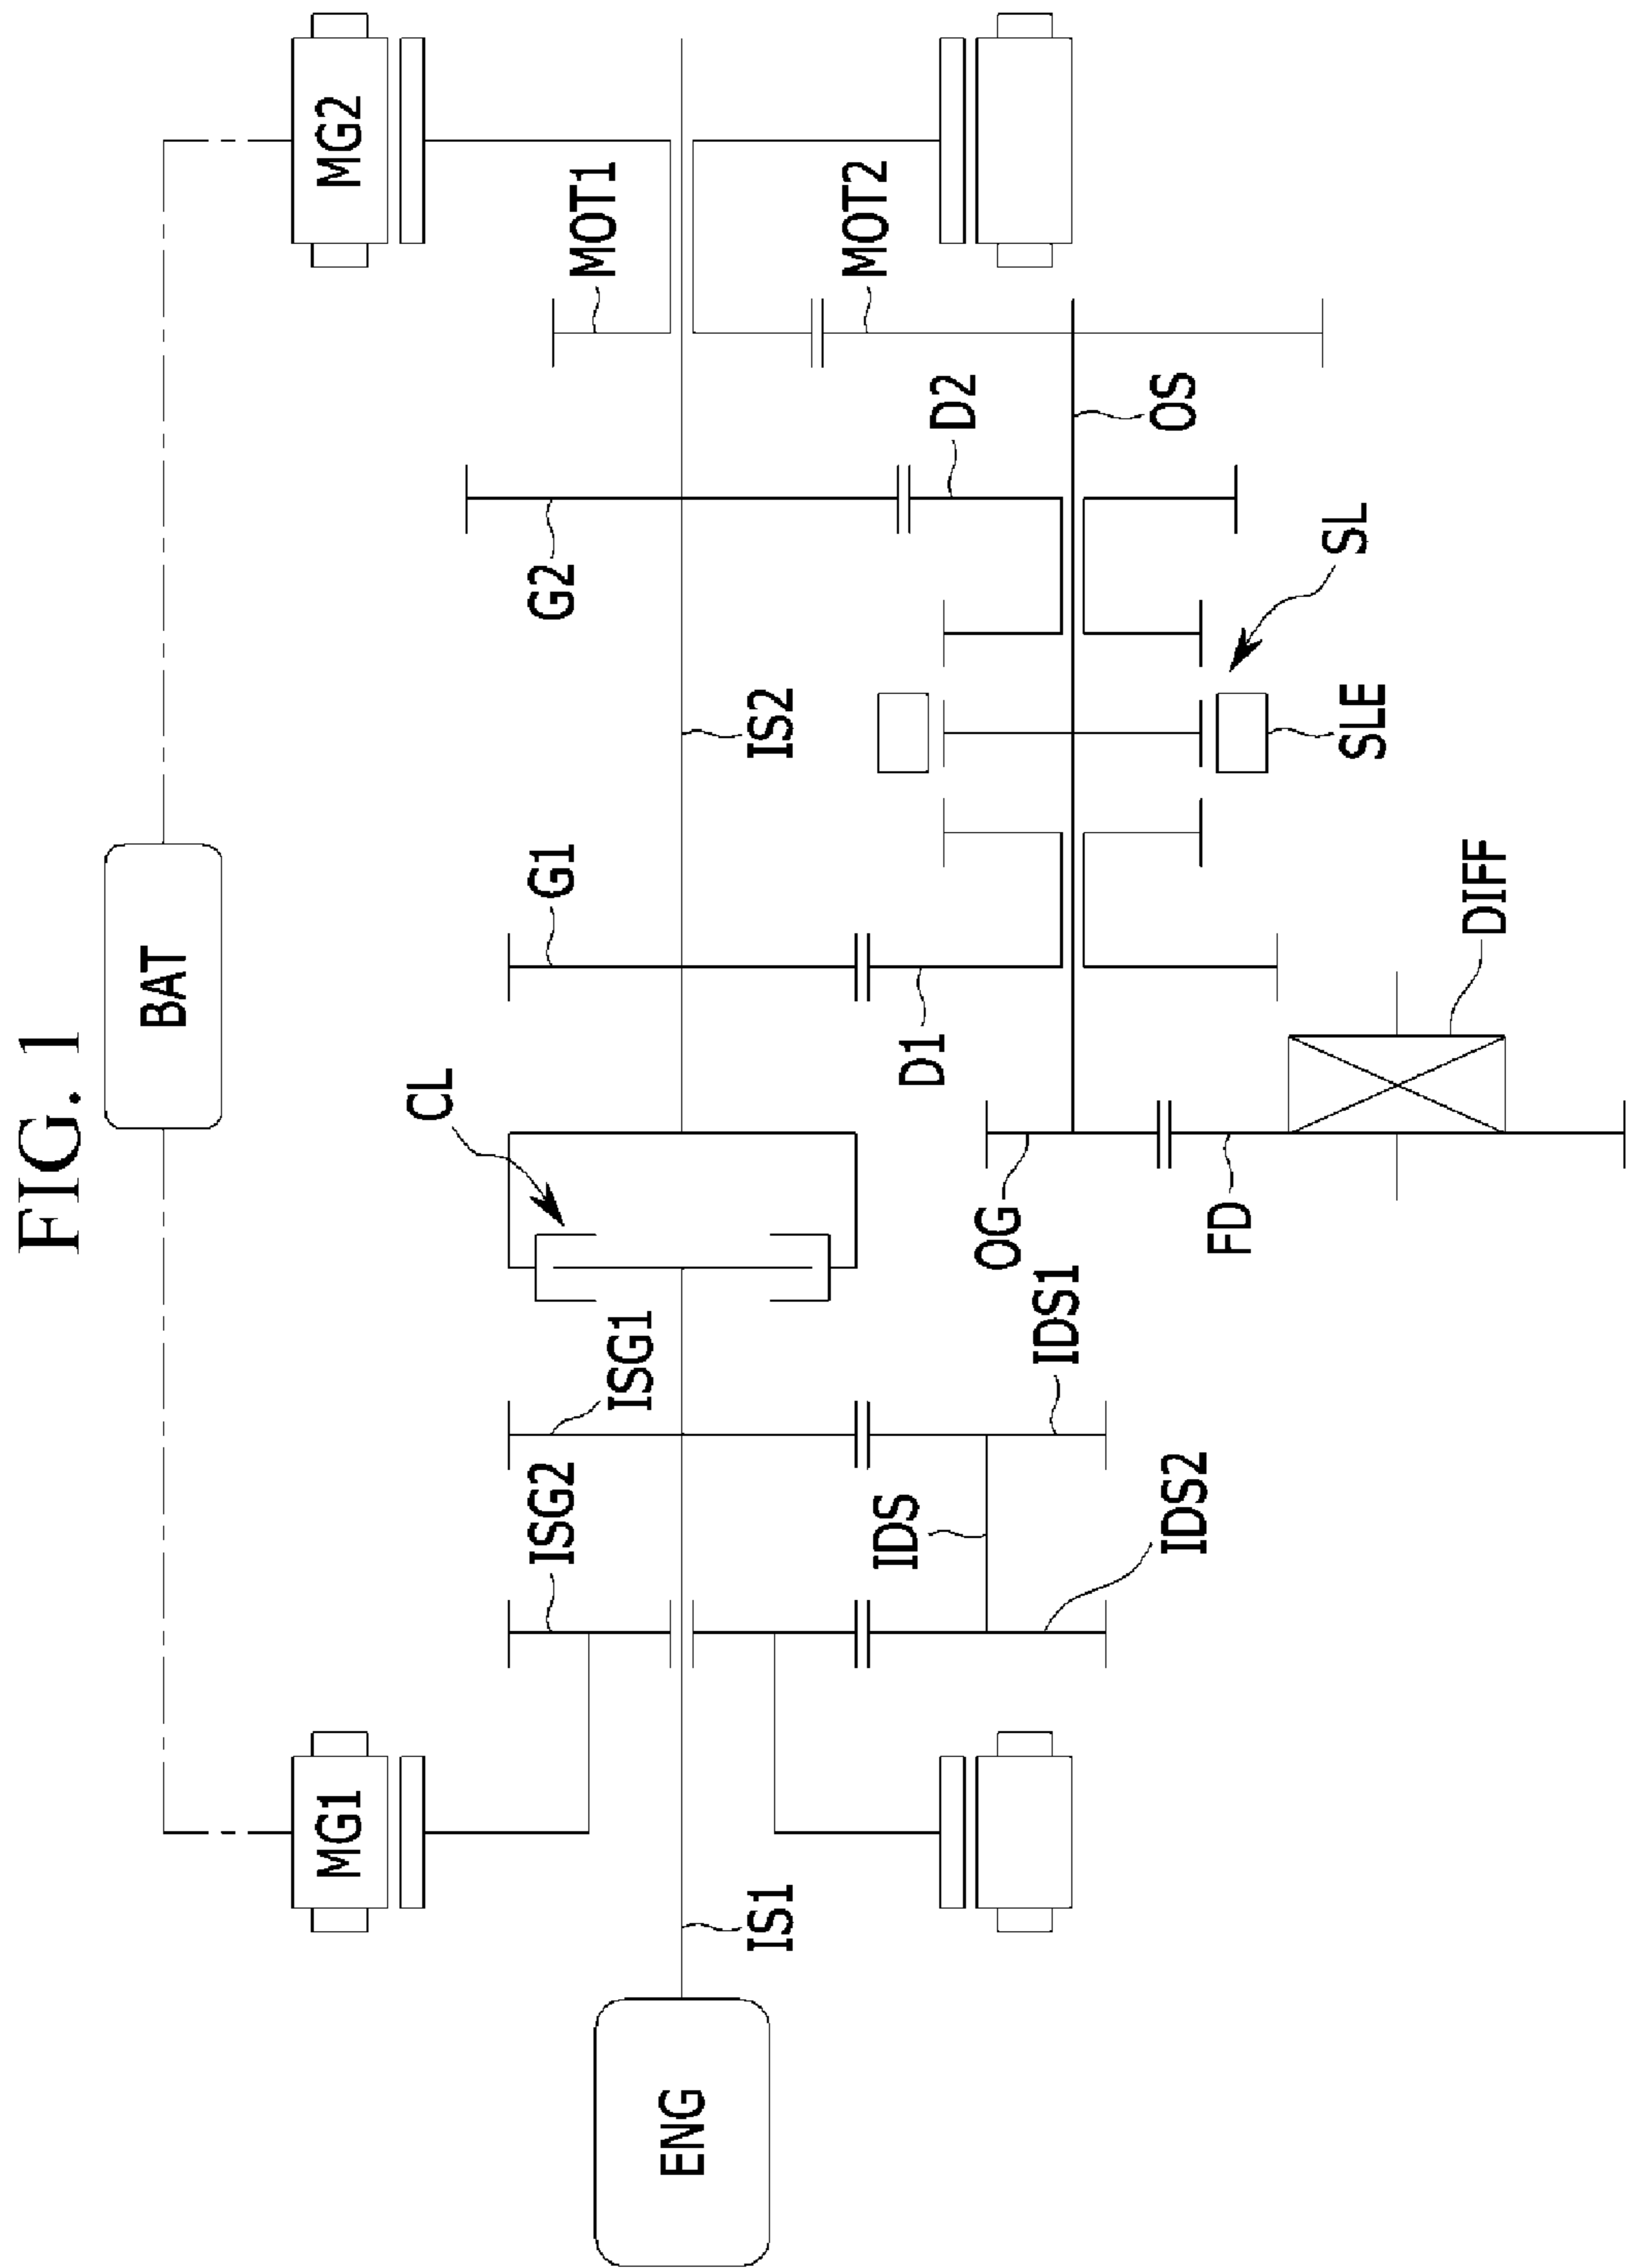 FIG. 1
BAT
MG1
MG2
CL
ISG2
ISG1
G1
G2
MOT1
ENG
IS1
IS2
MOT2
IDS
D1
D2
OG
IDS1
OS
IDS2
FD
SLE
SL
DIFF